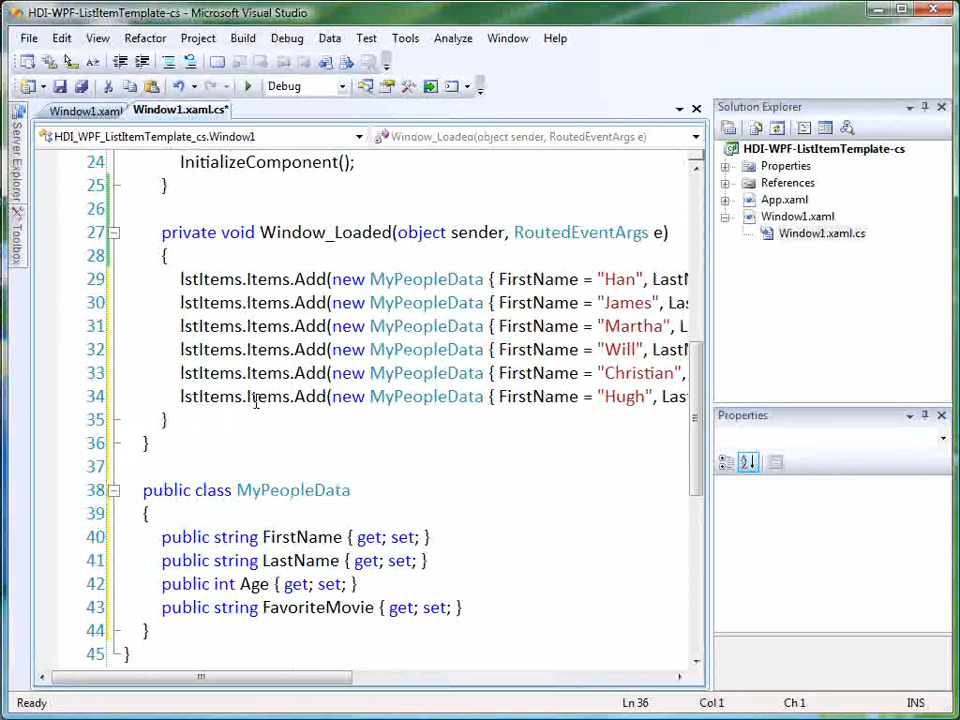 HDI-WPF-ListItemTemplate-cs - Microsoft Visual Studio
File Edit View Refactor Project Build Debug Data Test Tools Analyze Window Help
Debug
Window1.xaml Window1.xaml.cs*
HDI_WPF_ListItemTemplate_cs.Window1 Window_Loaded(object sender, RoutedEventArgs e)
Server Explorer
Toolbox
24 InitializeComponent();
25 }
26
27 private void Window_Loaded(object sender, RoutedEventArgs e)
28 {
29 lstItems.Items.Add(new MyPeopleData { FirstName = "Han", LastN
30 lstItems.Items.Add(new MyPeopleData { FirstName = "James", Las
31 lstItems.Items.Add(new MyPeopleData { FirstName = "Martha", L
32 lstItems.Items.Add(new MyPeopleData { FirstName = "Will", LastN
33 lstItems.Items.Add(new MyPeopleData { FirstName = "Christian",
34 lstItems.Items.Add(new MyPeopleData { FirstName = "Hugh", Last
35 }
36 }
37
38 public class MyPeopleData
39 {
40 public string FirstName { get; set; }
41 public string LastName { get; set; }
42 public int Age { get; set; }
43 public string FavoriteMovie { get; set; }
44 }
45 }
Solution Explorer
HDI-WPF-ListItemTemplate-cs
Properties
References
App.xaml
Window1.xaml
Window1.xaml.cs
Properties
Ready Ln 36 Col 1 Ch 1 INS